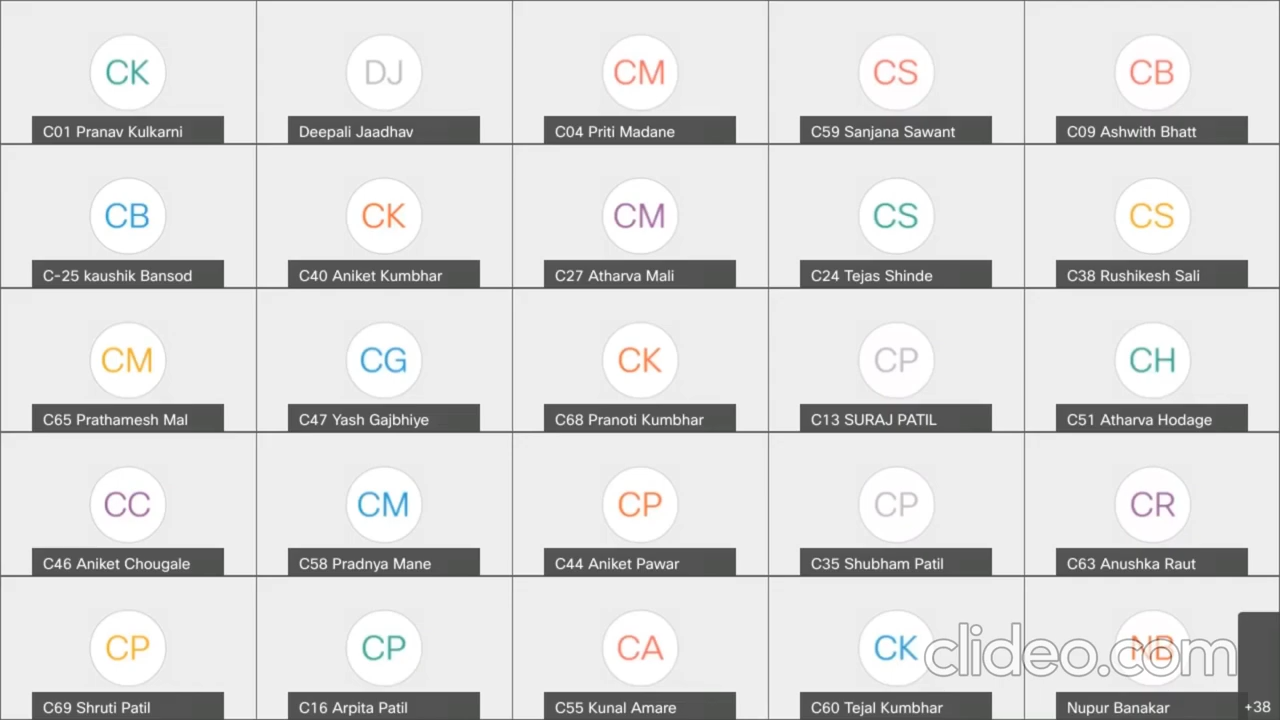 CK
DJ
CM
CS
CB
C01 Pranav Kulkarni
Deepali Jaadhav
C04 Priti Madane
C59 Sanjana Sawant
C09 Ashwith Bhatt
CB
CK
CM
CS
CS
C-25 kaushik Bansod
C40 Aniket Kumbhar
C27 Atharva Mali
C24 Tejas Shinde
C38 Rushikesh Sali
CM
CG
CK
CP
CH
C65 Prathamesh Mal
C47 Yash Gajbhiye
C68 Pranoti Kumbhar
C13 SURAJ PATIL
C51 Atharva Hodage
CC
CM
CP
CP
CR
C46 Aniket Chougale
C58 Pradnya Mane
C44 Aniket Pawar
C35 Shubham Patil
C63 Anushka Raut
CP
CP
CA
CK
NB
clideo.com
C69 Shruti Patil
C16 Arpita Patil
C55 Kunal Amare
C60 Tejal Kumbhar
Nupur Banakar
+38